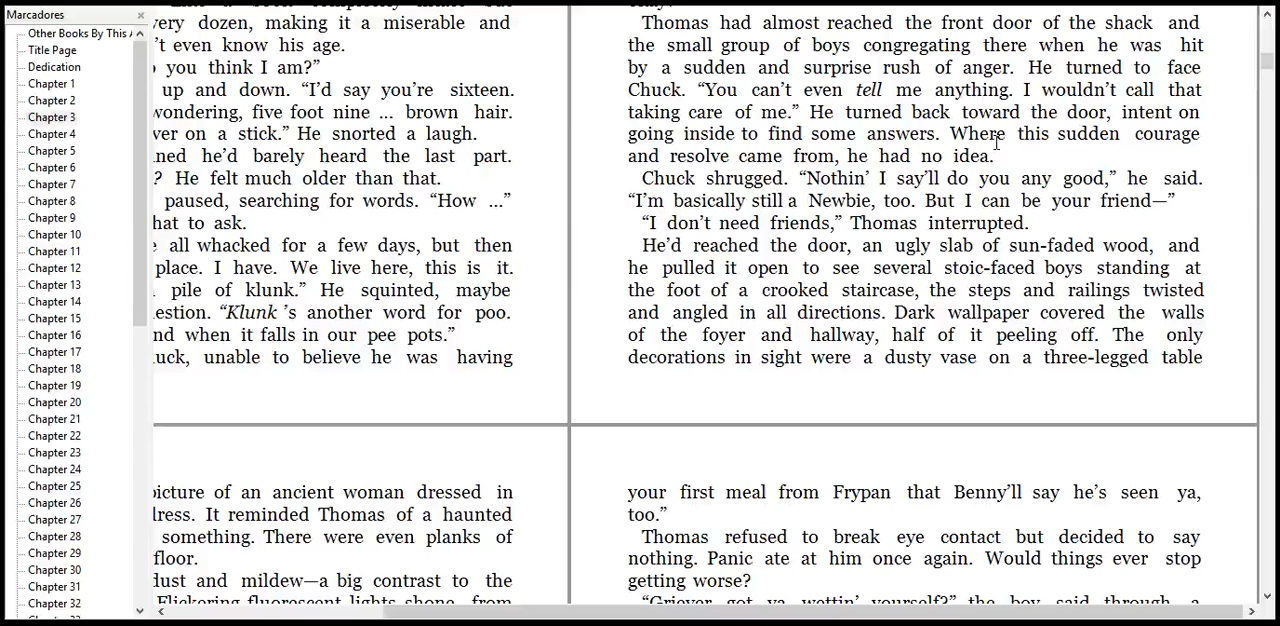 Marcadores
Other Books By This
Title Page
Dedication
Chapter 1
Chapter 2
Chapter 3
Chapter 4
Chapter 5
Chapter 6
Chapter 7
Chapter 8
Chapter 9
Chapter 10
Chapter 11
Chapter 12
Chapter 13
Chapter 14
Chapter 15
Chapter 16
Chapter 17
Chapter 18
Chapter 19
Chapter 20
Chapter 21
Chapter 22
Chapter 23
Chapter 24
Chapter 25
Chapter 26
Chapter 27
Chapter 28
Chapter 29
Chapter 30
Chapter 31
Chapter 32
very dozen, making it a miserable and
’t even know his age.
you think I am?”
up and down. “I’d say you’re sixteen.
wondering, five foot nine ... brown hair.
ver on a stick.” He snorted a laugh.
ned he’d barely heard the last part.
? He felt much older than that.
paused, searching for words. “How ...”
hat to ask.
all whacked for a few days, but then
place. I have. We live here, this is it.
pile of klunk.” He squinted, maybe
estion. “Klunk ’s another word for poo.
nd when it falls in our pee pots.”
uck, unable to believe he was having
Thomas had almost reached the front door of the shack and
the small group of boys congregating there when he was hit
by a sudden and surprise rush of anger. He turned to face
Chuck. “You can’t even tell me anything. I wouldn’t call that
taking care of me.” He turned back toward the door, intent on
going inside to find some answers. Where this sudden courage
and resolve came from, he had no idea.
Chuck shrugged. “Nothin’ I say’ll do you any good,” he said.
“I’m basically still a Newbie, too. But I can be your friend—”
“I don’t need friends,” Thomas interrupted.
He’d reached the door, an ugly slab of sun-faded wood, and
he pulled it open to see several stoic-faced boys standing at
the foot of a crooked staircase, the steps and railings twisted
and angled in all directions. Dark wallpaper covered the walls
of the foyer and hallway, half of it peeling off. The only
decorations in sight were a dusty vase on a three-legged table
picture of an ancient woman dressed in
dress. It reminded Thomas of a haunted
something. There were even planks of
floor.
dust and mildew—a big contrast to the
Flickering fluorescent lights shone from
your first meal from Frypan that Benny’ll say he’s seen ya,
too.”
Thomas refused to break eye contact but decided to say
nothing. Panic ate at him once again. Would things ever stop
getting worse?
“Griever got ya wettin’ yourself?” the boy said through a